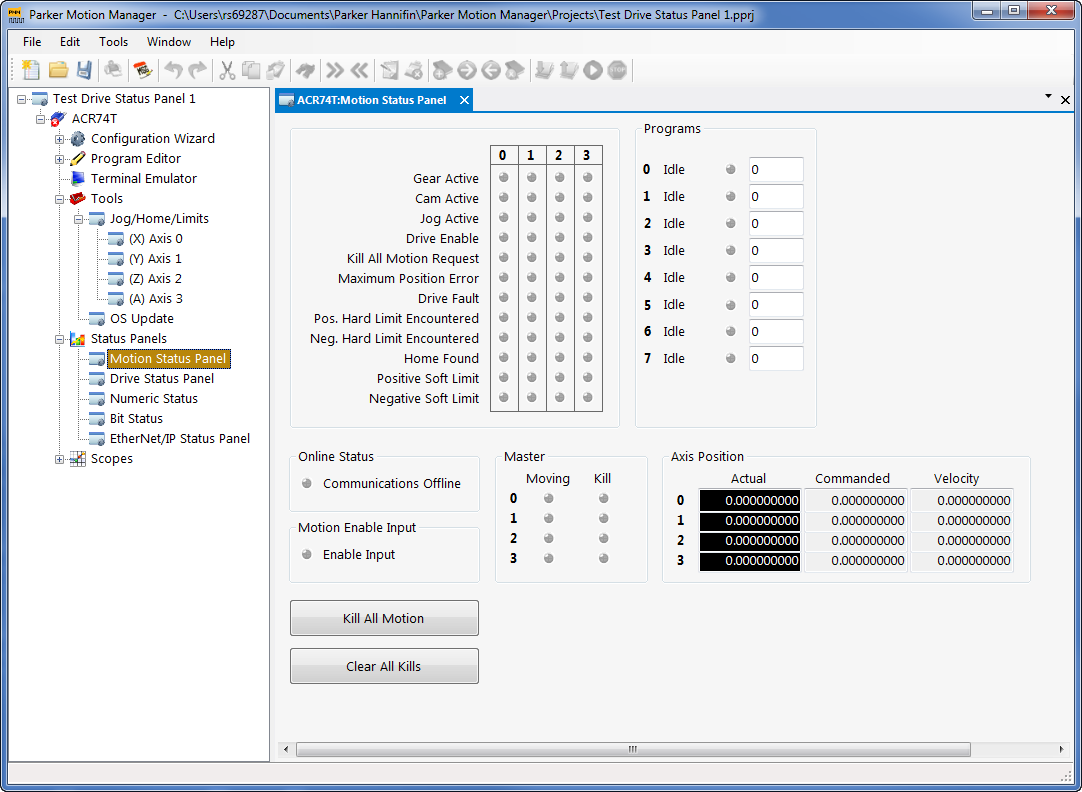 Parker Motion Manager - C:\Users\rs69287\Documents\Parker Hannifin\Parker Motion Manager\Projects\Test Drive Status Panel 1.pprj
File Edit Tools Window Help
Test Drive Status Panel 1
ACR74T
Configuration Wizard
Program Editor
Terminal Emulator
Tools
Jog/Home/Limits
(X) Axis 0
(Y) Axis 1
(Z) Axis 2
(A) Axis 3
OS Update
Status Panels
Motion Status Panel
Drive Status Panel
Numeric Status
Bit Status
EtherNet/IP Status Panel
Scopes
ACR74T:Motion Status Panel
0 1 2 3
Gear Active
Cam Active
Jog Active
Drive Enable
Kill All Motion Request
Maximum Position Error
Drive Fault
Pos. Hard Limit Encountered
Neg. Hard Limit Encountered
Home Found
Positive Soft Limit
Negative Soft Limit
Programs
0 Idle 0
1 Idle 0
2 Idle 0
3 Idle 0
4 Idle 0
5 Idle 0
6 Idle 0
7 Idle 0
Online Status
Communications Offline
Motion Enable Input
Enable Input
Master
Moving Kill
0
1
2
3
Axis Position
Actual Commanded Velocity
0 0.000000000 0.000000000 0.000000000
1 0.000000000 0.000000000 0.000000000
2 0.000000000 0.000000000 0.000000000
3 0.000000000 0.000000000 0.000000000
Kill All Motion
Clear All Kills